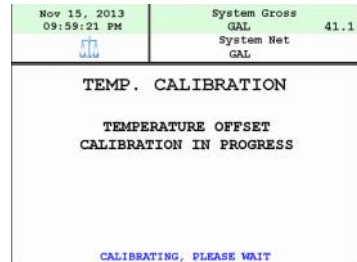 Nov 15, 2013
09:59:21 PM
System Gross
GAL 41.1
System Net
GAL
TEMP. CALIBRATION
TEMPERATURE OFFSET
CALIBRATION IN PROGRESS
CALIBRATING, PLEASE WAIT